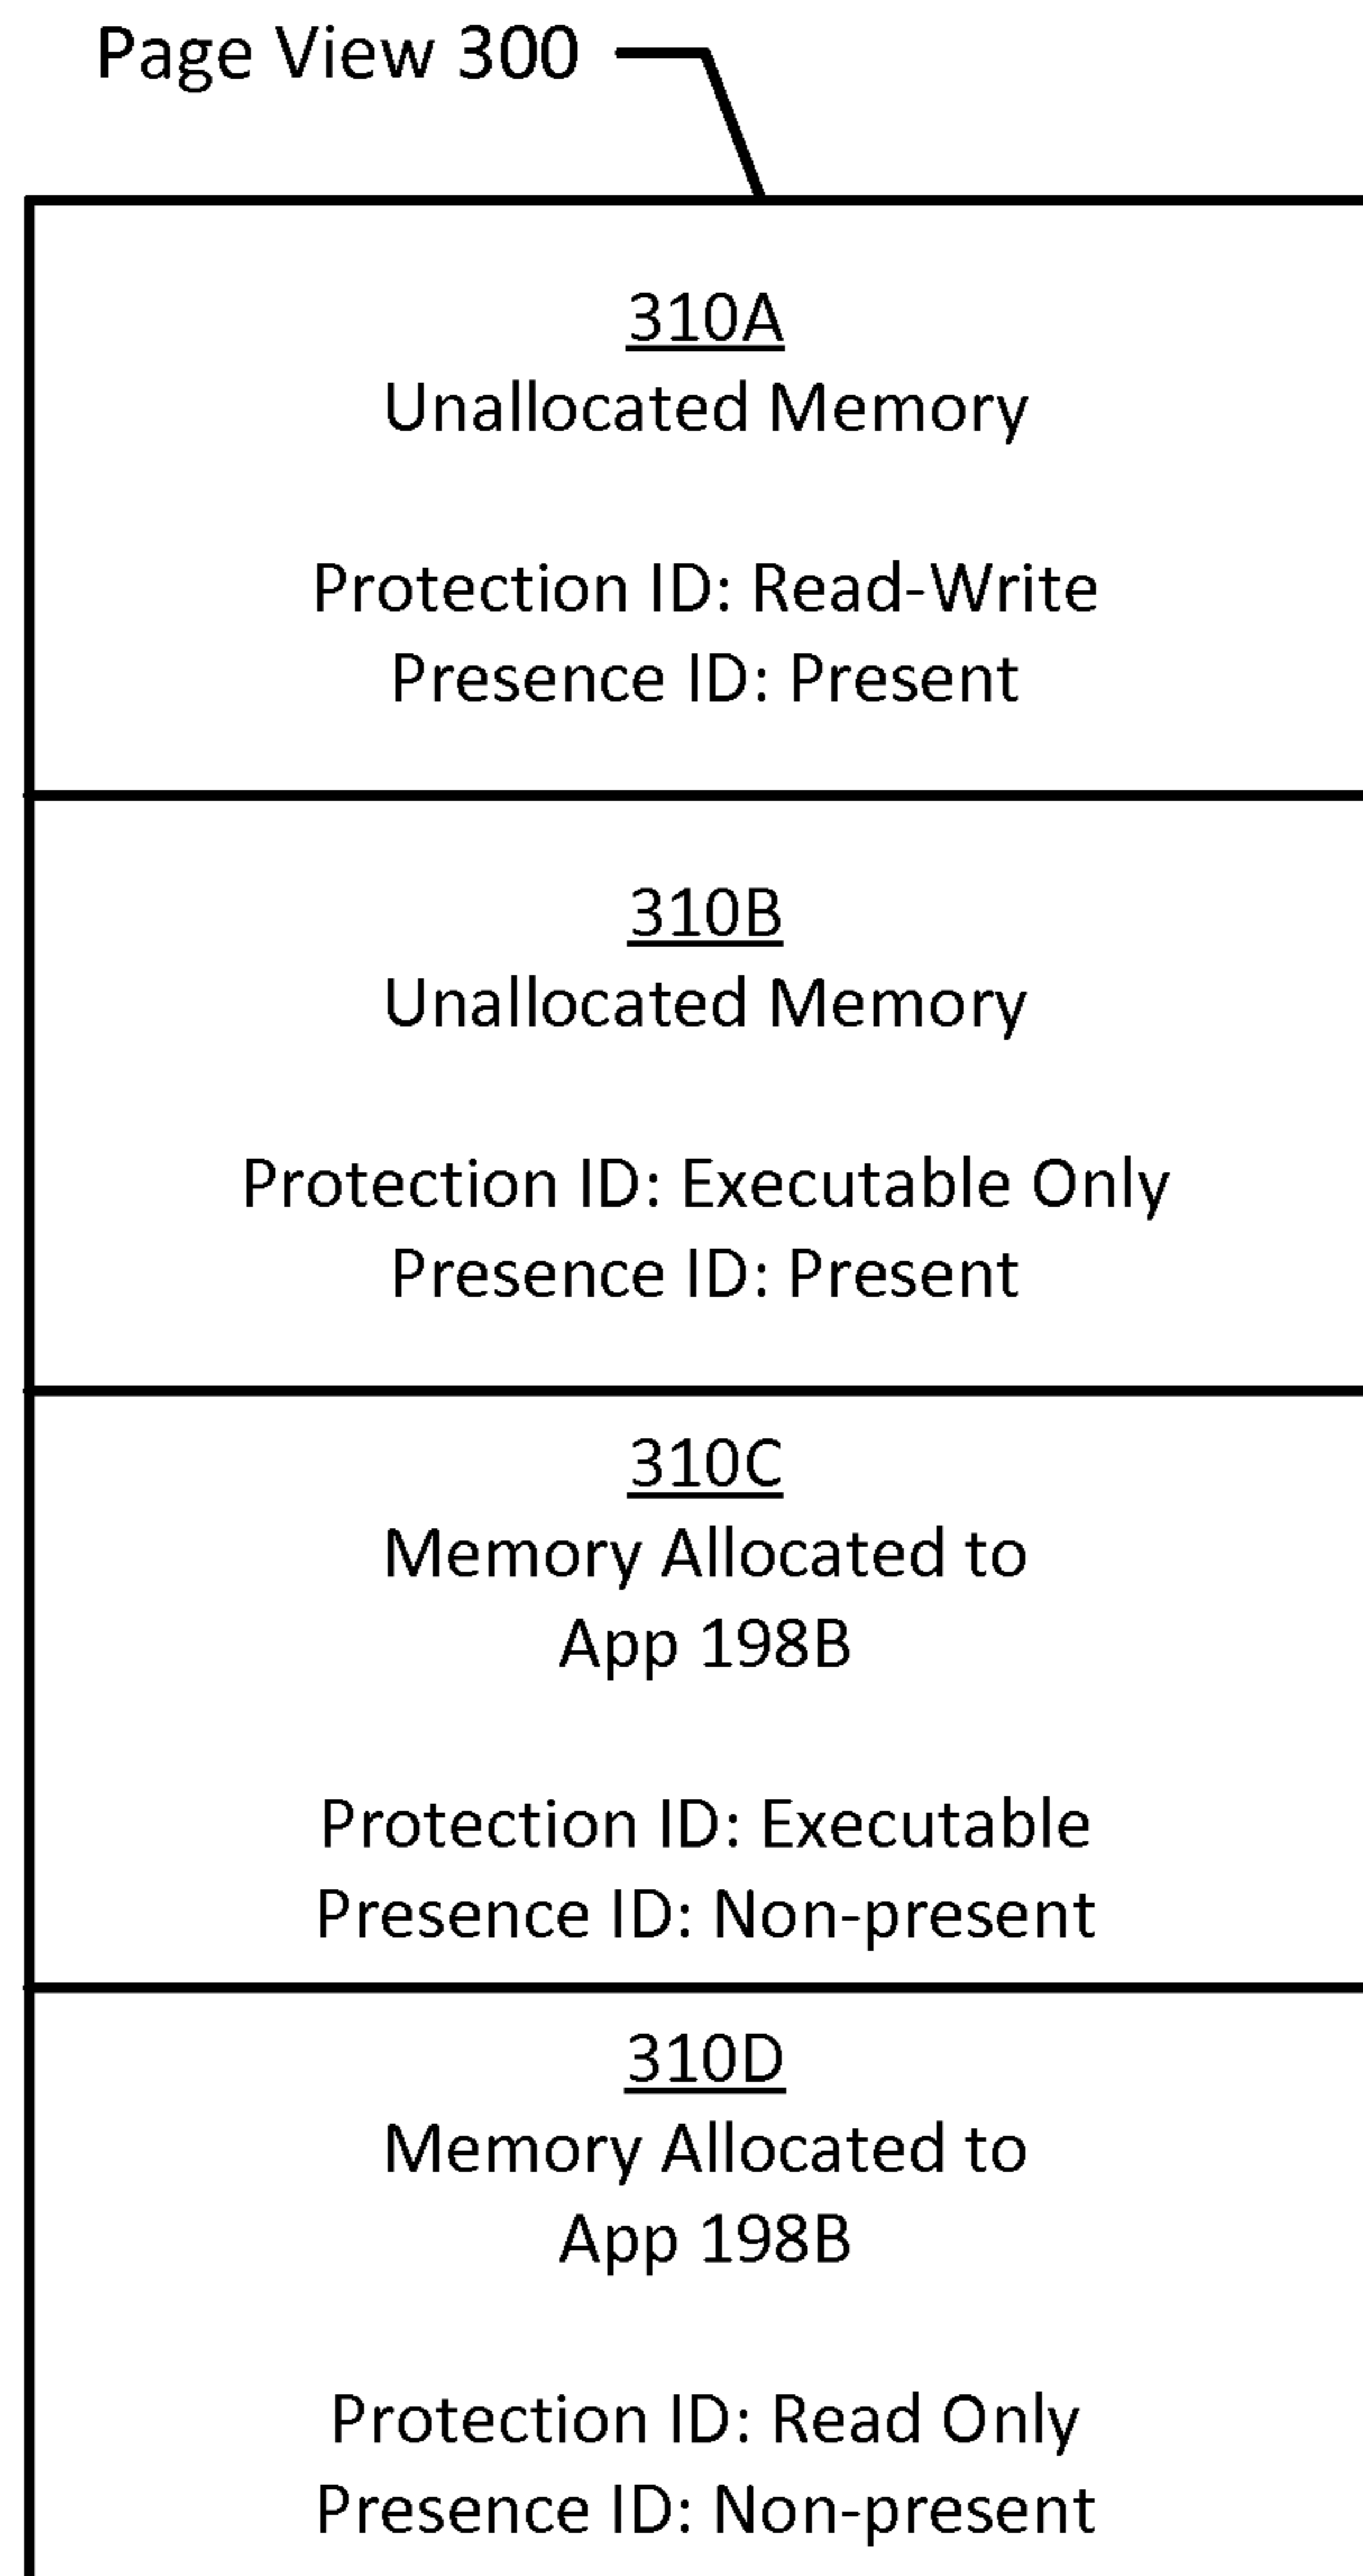 Page View 300
310A
Unallocated Memory
Protection ID: Read-Write
Presence ID: Present
310B
Unallocated Memory
Protection ID: Executable Only
Presence ID: Present
310C
Memory Allocated to
App 198B
Protection ID: Executable
Presence ID: Non-present
310D
Memory Allocated to
App 198B
Protection ID: Read Only
Presence ID: Non-present